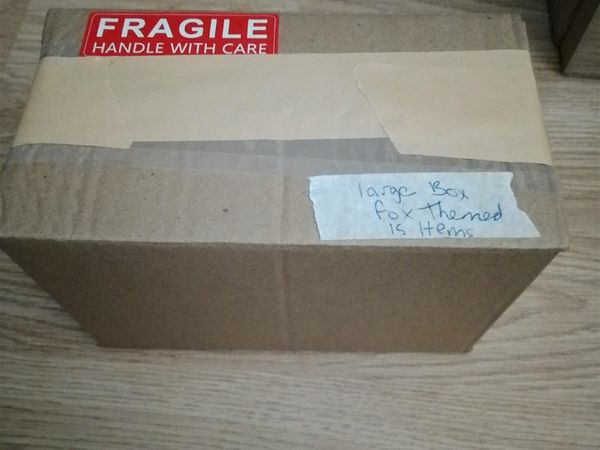 FRAGILE
HANDLE WITH CARE
large Box
fox Themed
15 Items